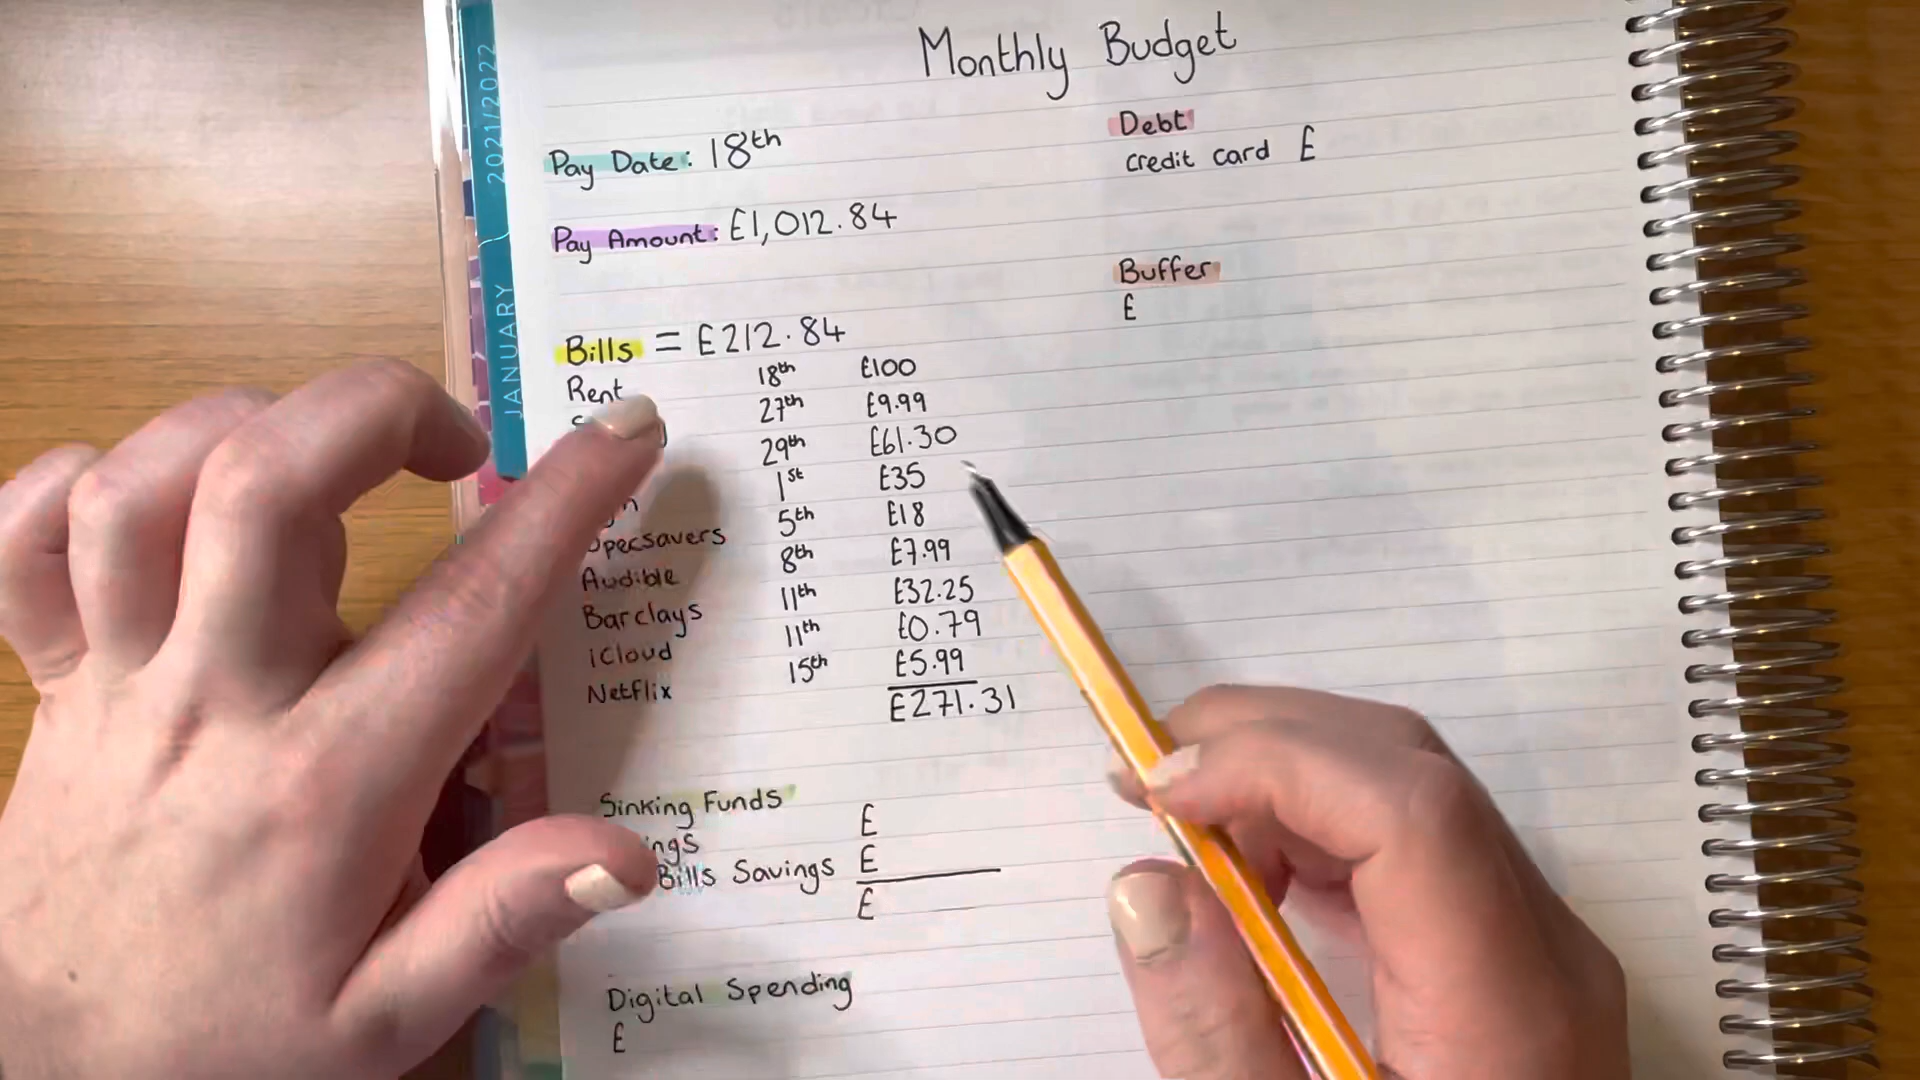 Monthly Budget
2021/2022
JANUARY
Pay Date: 18th
Pay Amount: £1,012.84
Bills = £212.84
Rent 18th £100
27th £9.99
29th £61.30
1st £35
Specsavers 5th £18
Audible 8th £7.99
Barclays 11th £32.25
iCloud 11th £0.79
Netflix 15th £5.99
£271.31
Sinking Funds
£
Bills Savings £
£
Digital Spending
£
Debt
credit card £
Buffer
£